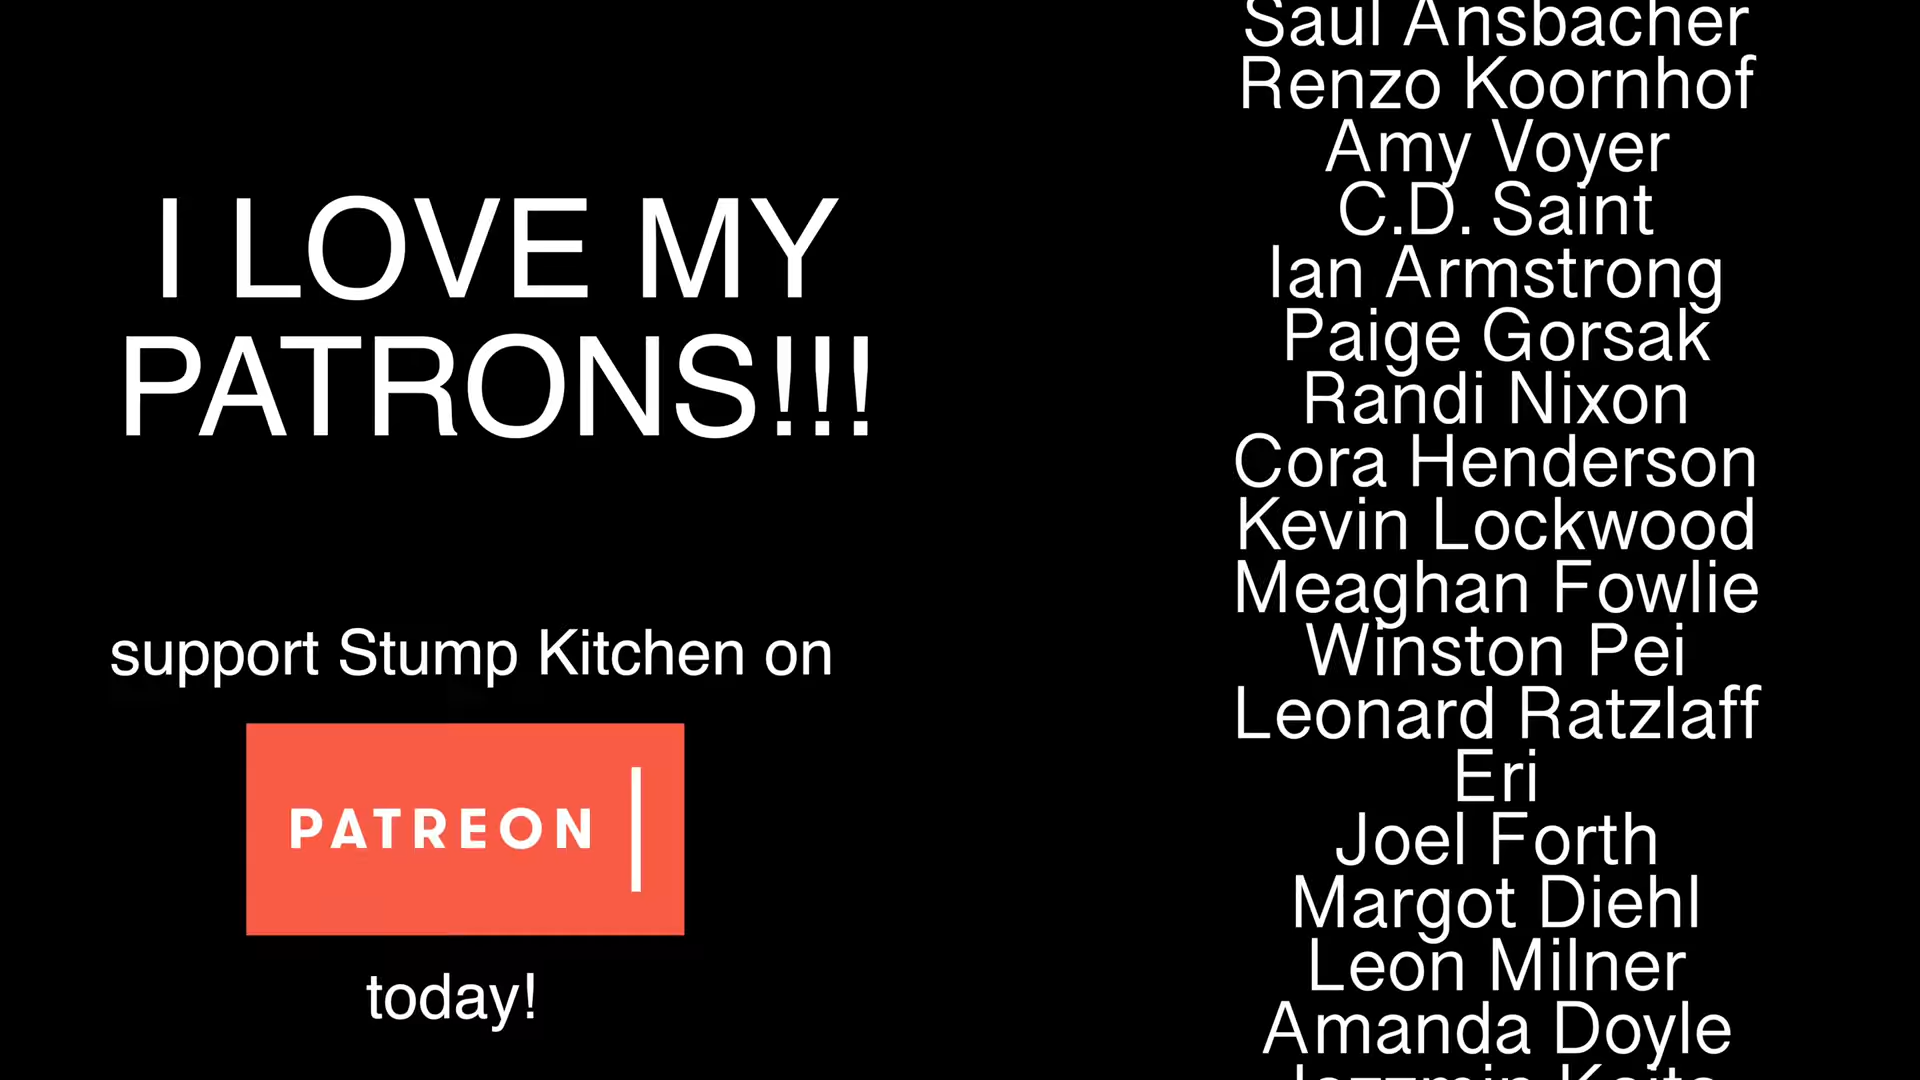 I LOVE MY
PATRONS!!!
support Stump Kitchen on
PATREON
today!
Saul Ansbacher
Renzo Koornhof
Amy Voyer
C.D. Saint
Ian Armstrong
Paige Gorsak
Randi Nixon
Cora Henderson
Kevin Lockwood
Meaghan Fowlie
Winston Pei
Leonard Ratzlaff
Eri
Joel Forth
Margot Diehl
Leon Milner
Amanda Doyle